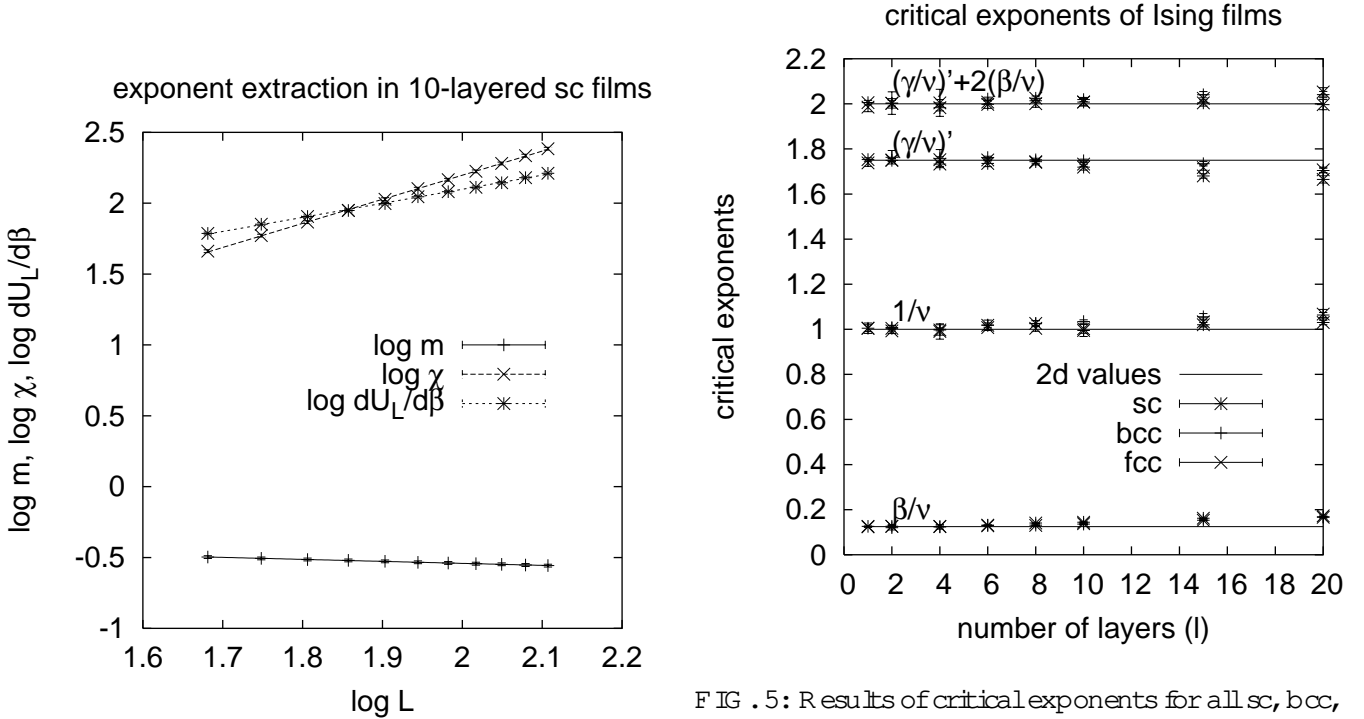 exponent extraction in 10-layered sc films
2.5
2
1.5
1
0.5
0
-0.5
-1
log m, log χ, log dU_L/dβ
log m
log χ
log dU_L/dβ
1.6 1.7 1.8 1.9 2 2.1 2.2
log L
critical exponents of Ising films
2.2
2
1.8
1.6
1.4
1.2
1
0.8
0.6
0.4
0.2
0
critical exponents
(γ/ν)'+2(β/ν)
(γ/ν)'
1/ν
2d values
sc
bcc
fcc
β/ν
0 2 4 6 8 10 12 14 16 18 20
number of layers (l)
FIG. 5: Results of critical exponents for all sc, bcc,